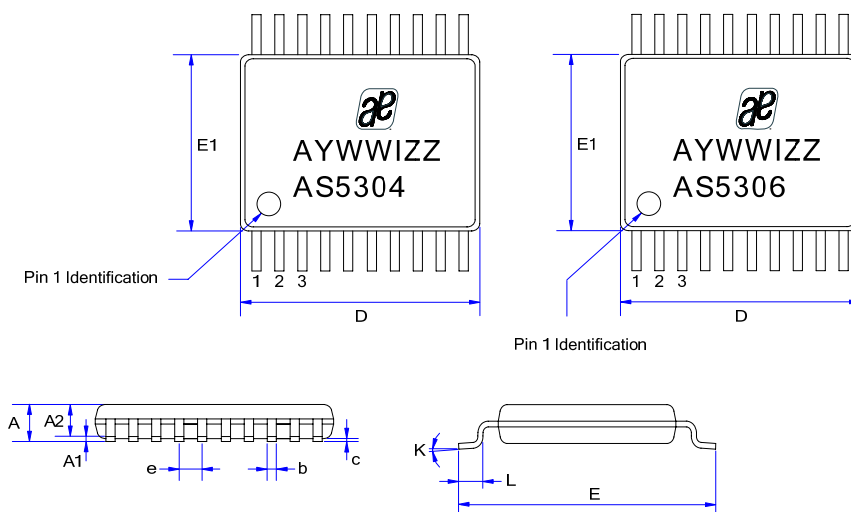 E1
AYWWIZZ
AS5304
Pin 1 Identification
1 2 3
D
E1
AYWWIZZ
AS5306
1 2 3
D
Pin 1 Identification
A
A2
A1
e
b
c
K
L
E